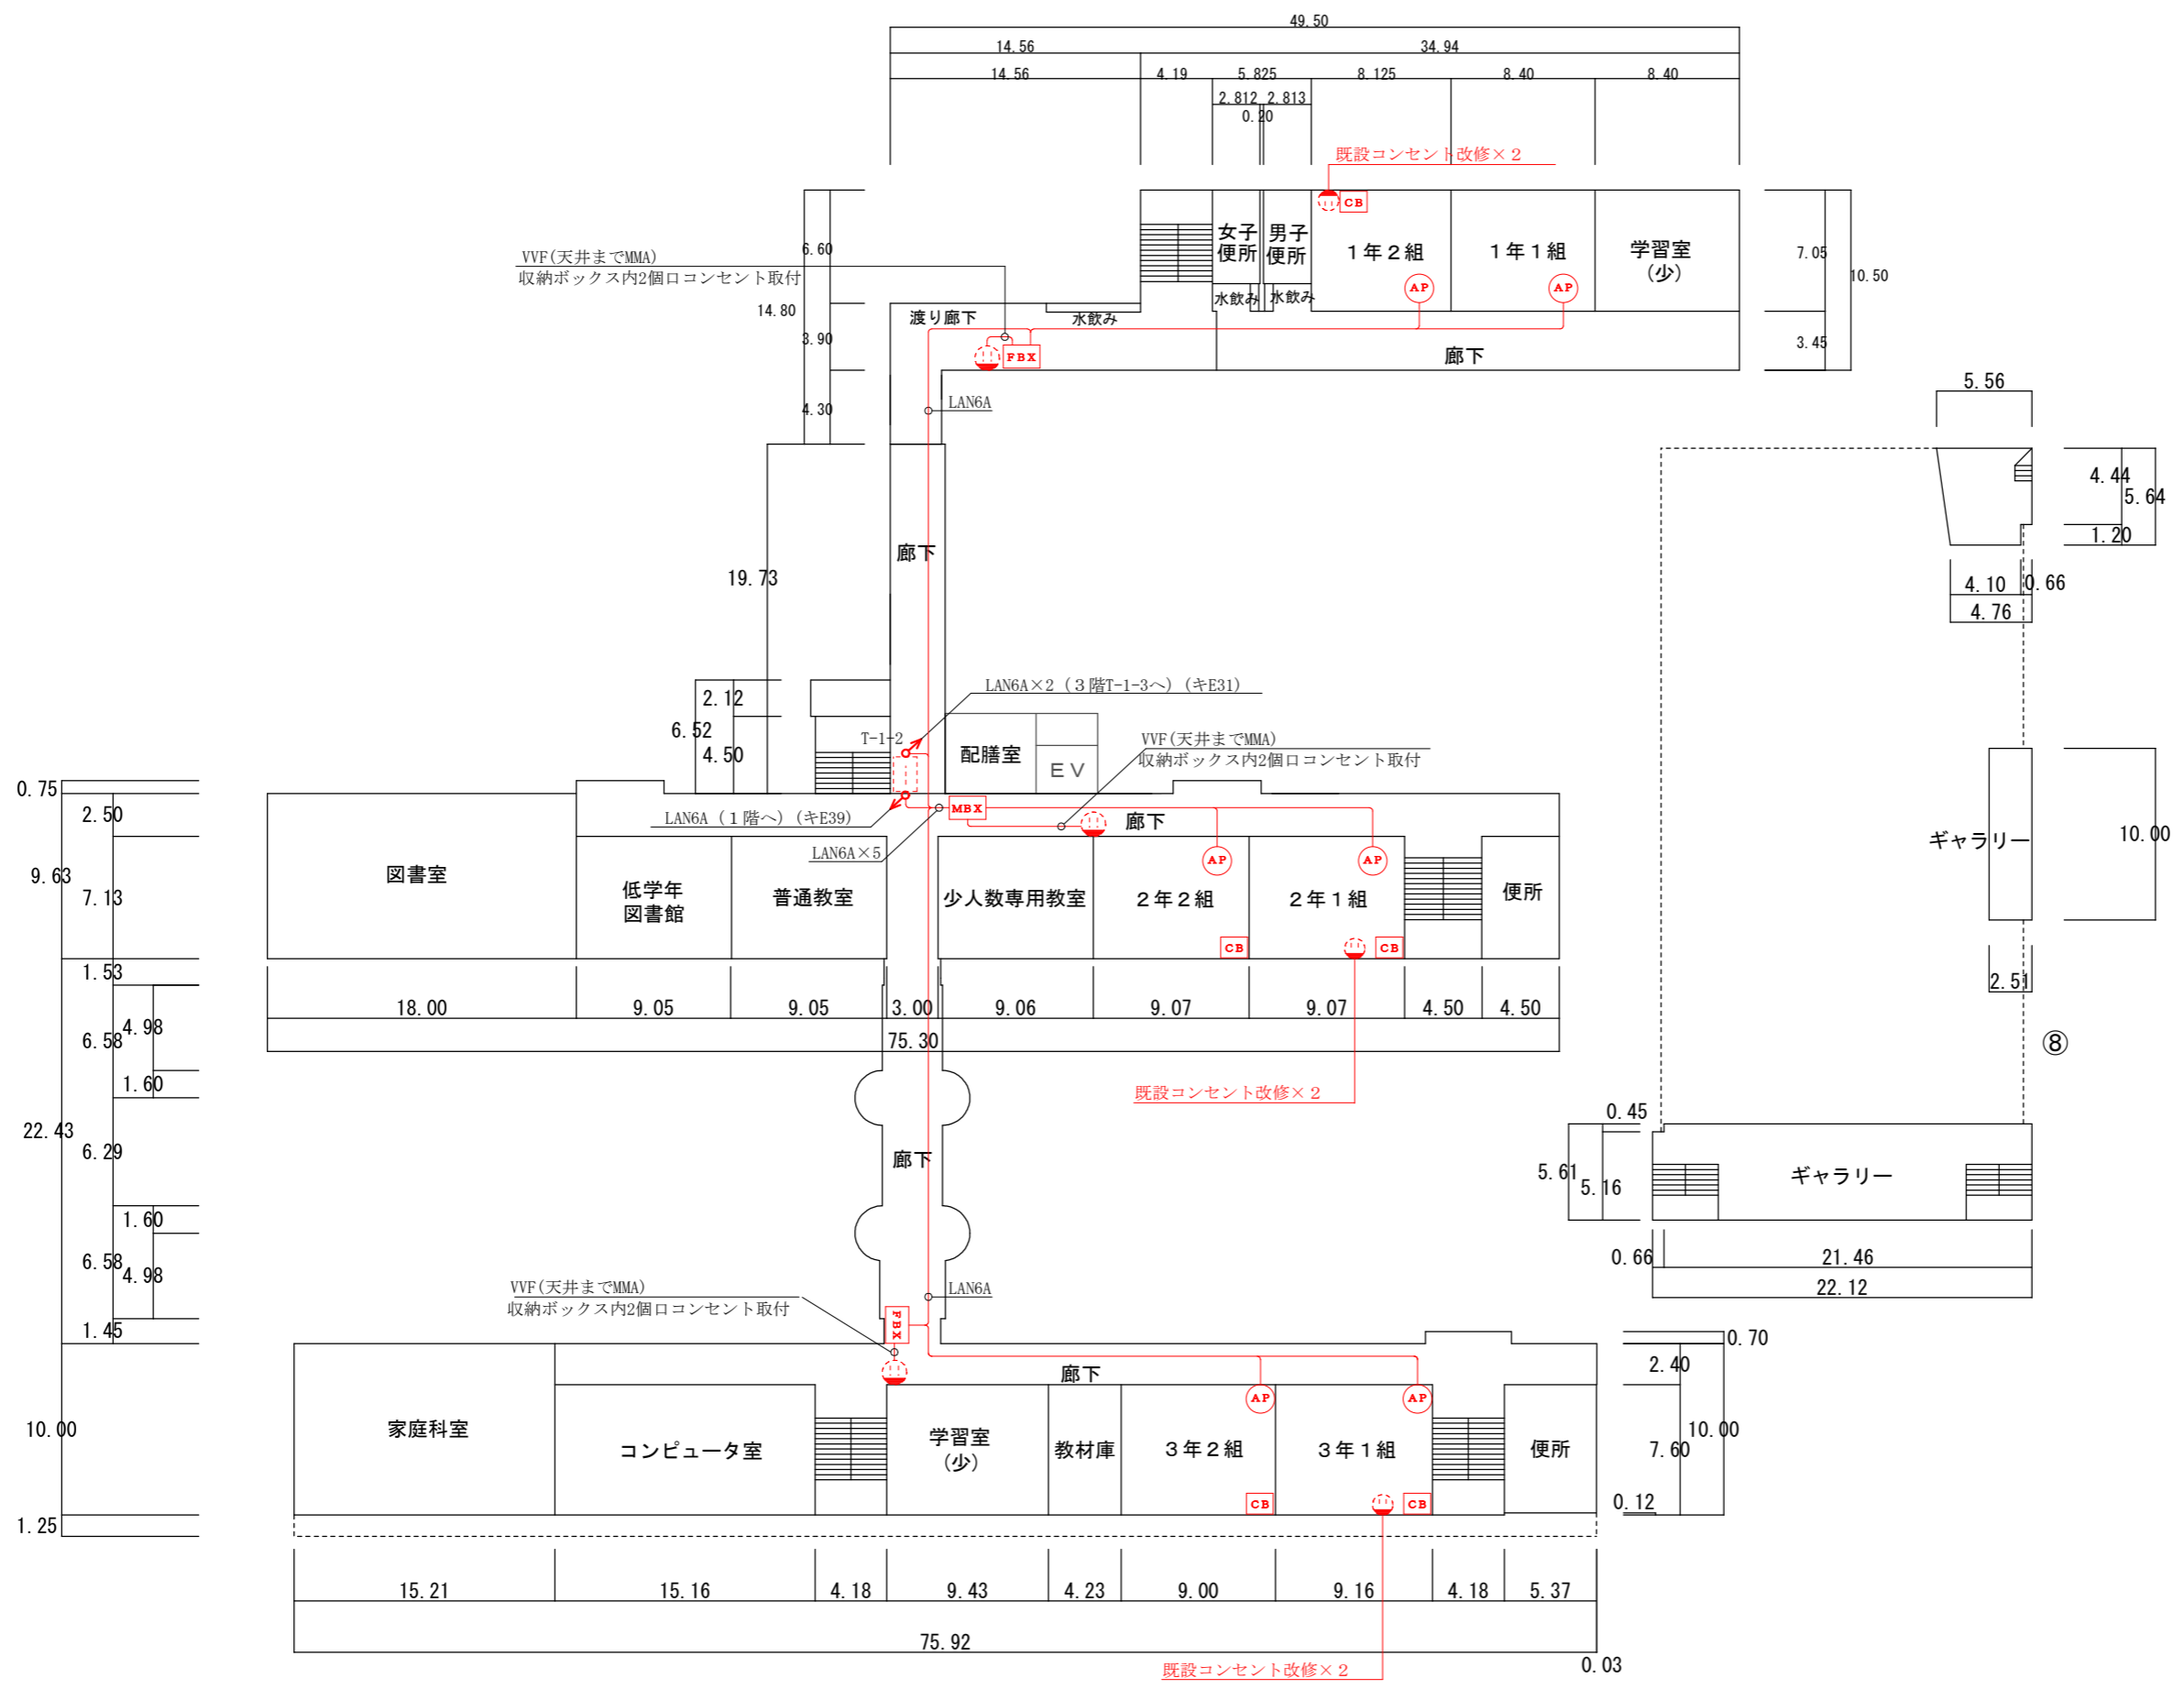 49.50
14.56
34.94
14.56
4.19
5.825
8.125
8.40
8.40
2.812
2.813
0.20
既設コンセント改修×2
CB
女子
便所
男子
便所
1年2組
1年1組
学習室
(少)
AP
AP
水飲み
水飲み
7.05
10.50
3.45
6.60
14.80
3.90
4.30
VVF(天井までMMA)
収納ボックス内2個口コンセント取付
渡り廊下
水飲み
FBX
廊下
LAN6A
5.56
4.44
5.64
1.20
4.10
0.66
4.76
廊下
19.73
LAN6A×2 (3階T-1-3へ) (キE31)
2.12
6.52
4.50
T-1-2
配膳室
EV
VVF(天井までMMA)
収納ボックス内2個口コンセント取付
0.75
2.50
9.63
7.13
LAN6A (1階へ) (キE39)
MBX
廊下
LAN6A×5
図書室
低学年
図書館
普通教室
少人数専用教室
AP
2年2組
AP
2年1組
便所
CB
CB
ギャラリー
10.00
2.51
⑧
18.00
9.05
9.05
3.00
9.06
9.07
9.07
4.50
4.50
75.30
1.53
4.98
6.58
1.60
22.43
6.29
1.60
6.58
4.98
1.45
既設コンセント改修×2
廊下
0.45
5.61
5.16
ギャラリー
0.66
21.46
22.12
VVF(天井までMMA)
収納ボックス内2個口コンセント取付
LAN6A
FBX
廊下
0.70
2.40
10.00
7.60
0.12
10.00
1.25
家庭科室
コンピュータ室
学習室
(少)
教材庫
AP
3年2組
AP
3年1組
便所
CB
CB
15.21
15.16
4.18
9.43
4.23
9.00
9.16
4.18
5.37
75.92
0.03
既設コンセント改修×2